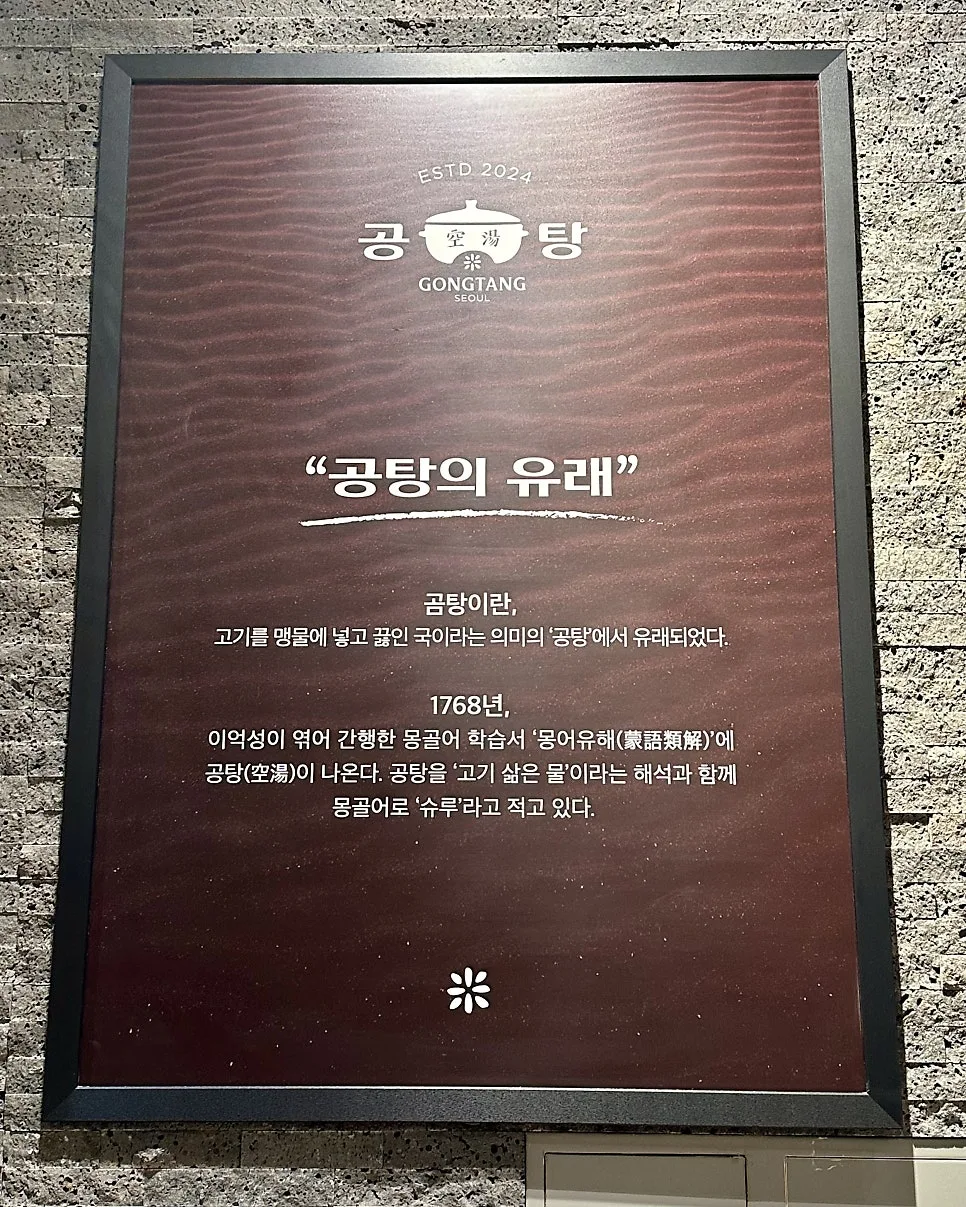 ESTD 2024
공 空湯 탕
GONGTANG
SEOUL
“공탕의 유래”
곰탕이란,
고기를 맹물에 넣고 끓인 국이라는 의미의 ‘공탕’에서 유래되었다.
1768년,
이억성이 엮어 간행한 몽골어 학습서 ‘몽어유해(蒙語類解)’에
공탕(空湯)이 나온다. 공탕을 ‘고기 삶은 물’이라는 해석과 함께
몽골어로 ‘슈루’라고 적고 있다.